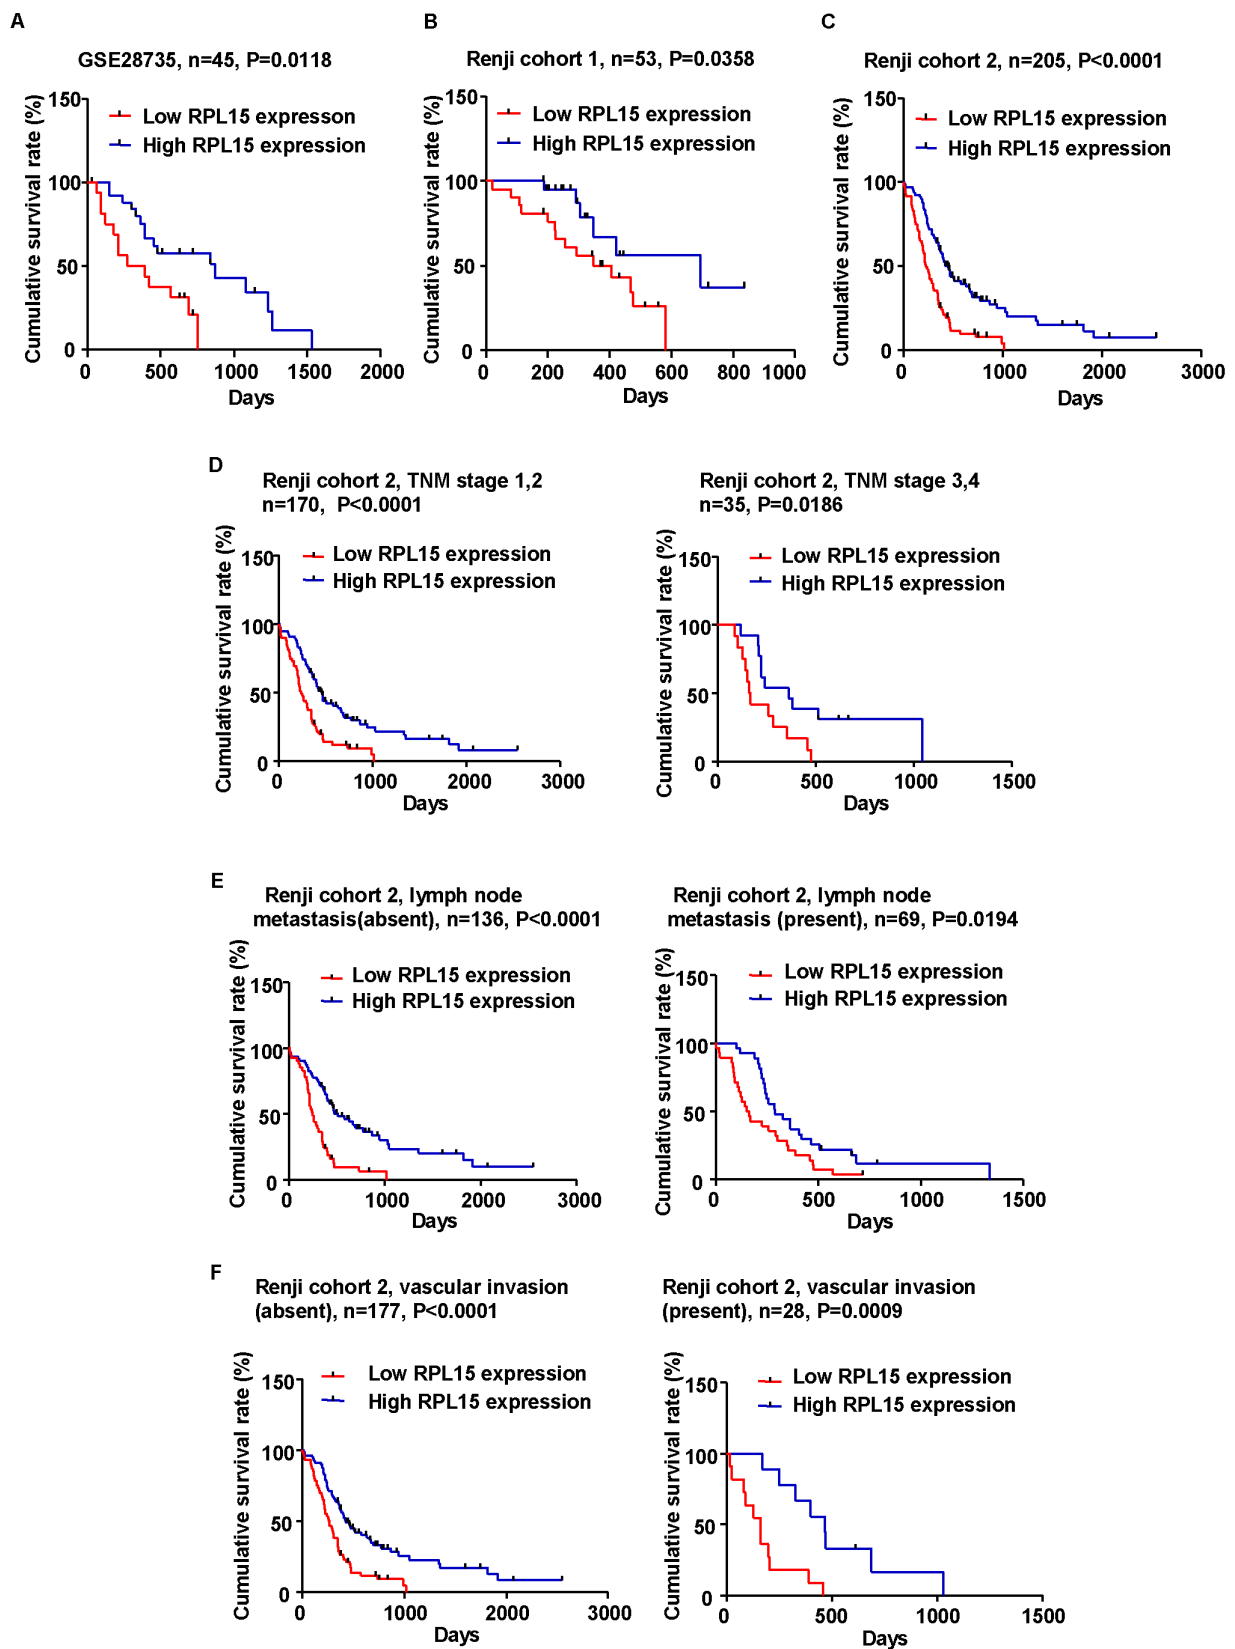 A
GSE28735, n=45, P=0.0118
Cumulative survival rate (%)
Low RPL15 expresson
High RPL15 expression
150
100
50
0
0 500 1000 1500 2000
Days
B
Renji cohort 1, n=53, P=0.0358
Cumulative survival rate (%)
Low RPL15 expression
High RPL15 expression
150
100
50
0
0 200 400 600 800 1000
Days
C
Renji cohort 2, n=205, P<0.0001
Cumulative survival rate (%)
Low RPL15 expression
High RPL15 expression
150
100
50
0
0 1000 2000 3000
Days
D
Renji cohort 2, TNM stage 1,2
n=170, P<0.0001
Cumulative survival rate (%)
Low RPL15 expression
High RPL15 expression
150
100
50
0
0 1000 2000 3000
Days
Renji cohort 2, TNM stage 3,4
n=35, P=0.0186
Cumulative survival rate (%)
Low RPL15 expression
High RPL15 expression
150
100
50
0
0 500 1000 1500
Days
E
Renji cohort 2, lymph node
metastasis(absent), n=136, P<0.0001
Cumulative survival rate (%)
Low RPL15 expression
High RPL15 expression
150
100
50
0
0 1000 2000 3000
Days
Renji cohort 2, lymph node
metastasis (present), n=69, P=0.0194
Cumulative survival rate (%)
Low RPL15 expression
High RPL15 expression
150
100
50
0
0 500 1000 1500
Days
F
Renji cohort 2, vascular invasion
(absent), n=177, P<0.0001
Cumulative survival rate (%)
Low RPL15 expression
High RPL15 expression
150
100
50
0
0 1000 2000 3000
Days
Renji cohort 2, vascular invasion
(present), n=28, P=0.0009
Cumulative survival rate (%)
Low RPL15 expression
High RPL15 expression
150
100
50
0
0 500 1000 1500
Days